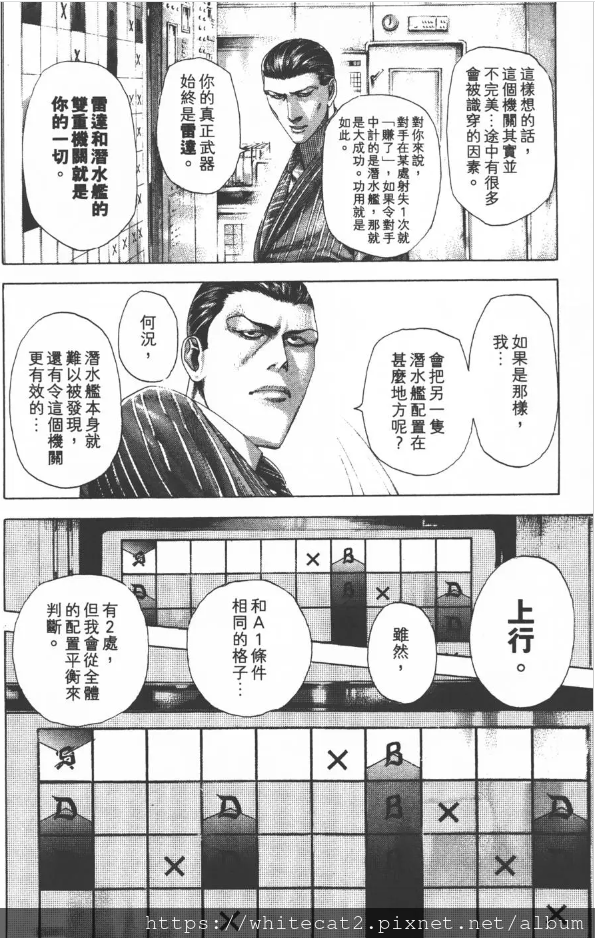 這樣想的話，
這個機關其實並
不完美…途中有很多
會被識穿的因素。
對你來說，
對手在某處射失1次就
「賺了」，如果令對手
中計的是潛水艦，那就
是大成功。功用就是
如此。
你的真正武器
始終是雷達。
雷達和潛水艦的
雙重機關就是
你的一切。
如果是那樣，
我…
會把另一隻
潛水艦配置在
甚麼地方呢？
何況，
潛水艦本身就
難以被發現，
還有令這個機關
更有效的…
上行。
雖然，
和A1條件
相同的格子…
有2處，
但我會從全體
的配置平衡來
判斷。
S × B
D B × D
S × B
D D B × D
× ×
× ×
https://whitecat2.pixnet.net/album